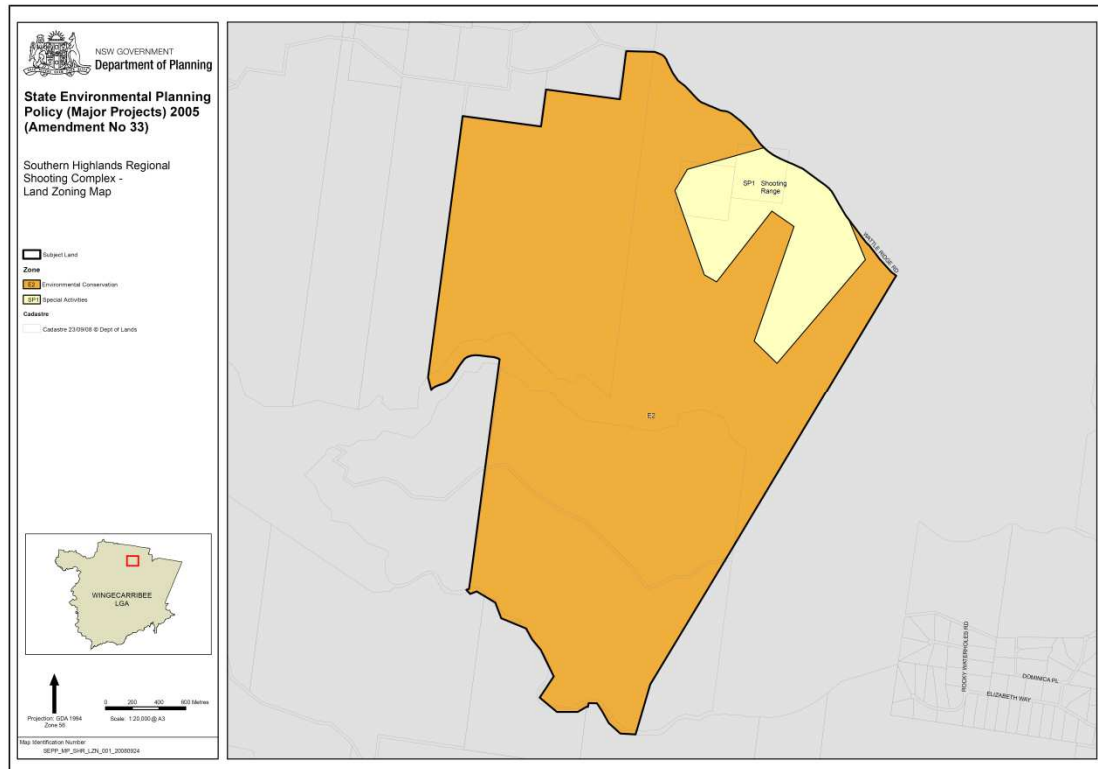 NSW GOVERNMENT
Department of Planning
State Environmental Planning
Policy (Major Projects) 2005
(Amendment No 33)
Southern Highlands Regional
Shooting Complex -
Land Zoning Map
Subject Land
Zone
E2 Environmental Conservation
SP1 Special Activities
Cadastre
Cadastre 23/09/08 © Dept of Lands
WINGECARRIBEE
LGA
0 200 400 600 Metres
Projection: GDA 1994
Zone 56
Scale: 1:20,000 @ A3
Map Identification Number
SEPP_MP_SHR_LZN_001_20080924
SP1 Shooting
Range
WATTLE RIDGE RD
E2
ROCKY WATERHOLES RD
DOMINICA PL
ELIZABETH WAY